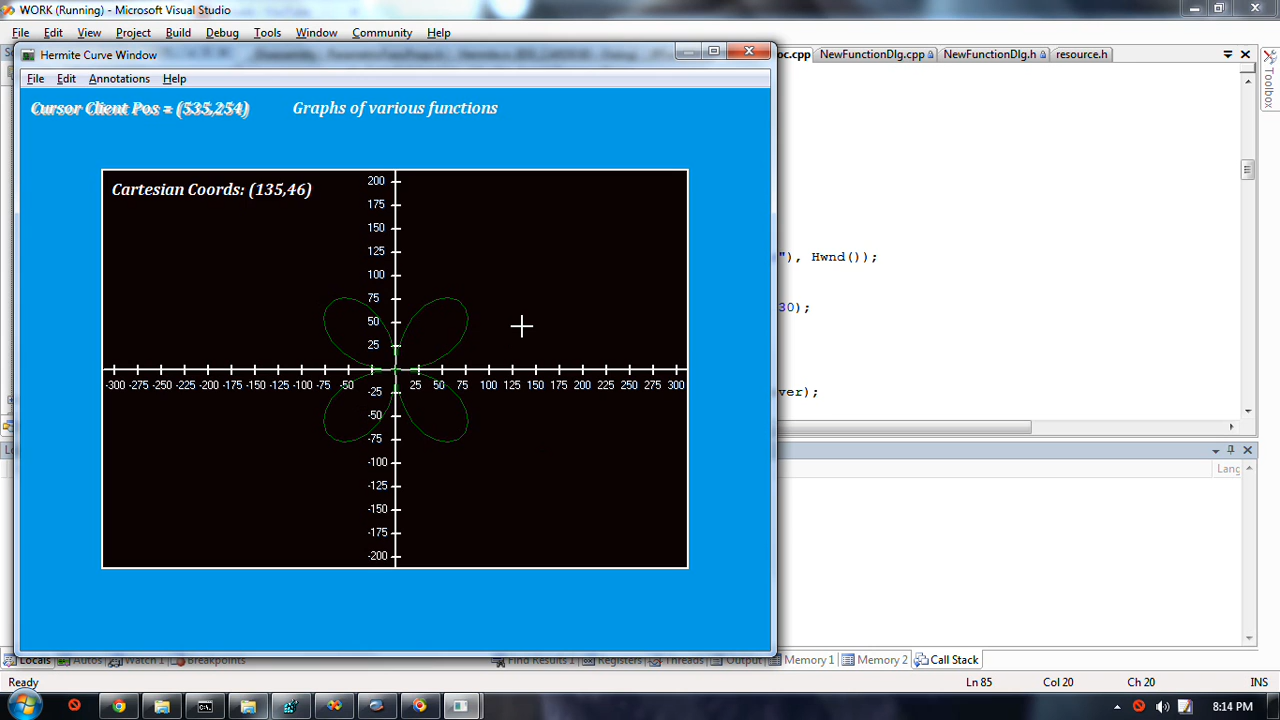 WORK (Running) - Microsoft Visual Studio
File Edit View Project Build Debug Tools Window Community Help
Hermite Curve Window
oc.cpp NewFunctionDlg.cpp NewFunctionDlg.h resource.h
Toolbox
File Edit Annotations Help
Cursor Client Pos = (535,254) Graphs of various functions
Cartesian Coords: (135,46)
200
175
150
125
100
75
50
25
-300 -275 -250 -225 -200 -175 -150 -125 -100 -75 -50 25 50 75 100 125 150 175 200 225 250 275 300
-25
-50
-75
-100
-125
-150
-175
-200
"), Hwnd());
30);
ver);
Lang
Locals Autos Watch 1 Breakpoints Find Results 1 Registers Threads Output Memory 1 Memory 2 Call Stack
Ready Ln 85 Col 20 Ch 20 INS
8:14 PM